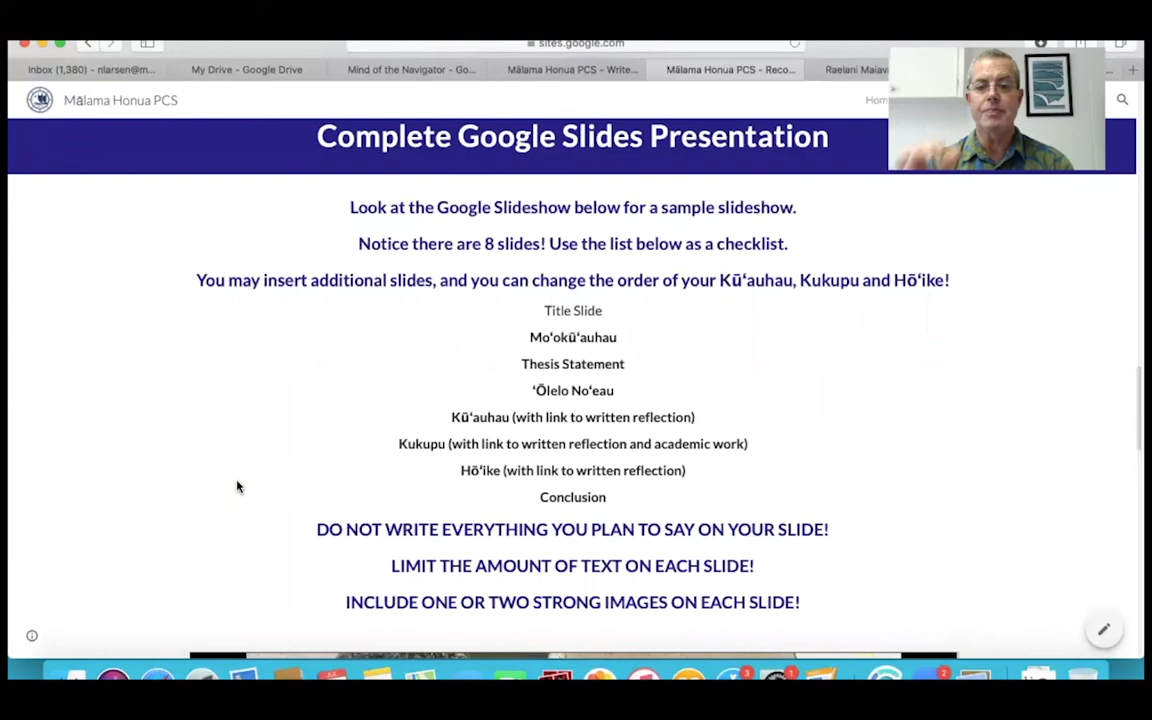 sites.google.com
Inbox (1,380) - nlarsen@m...
My Drive - Google Drive
Mind of the Navigator - Go...
Mālama Honua PCS - Write...
Mālama Honua PCS - Reco...
Raelani Maiava
Mālama Honua PCS
Complete Google Slides Presentation
Look at the Google Slideshow below for a sample slideshow.
Notice there are 8 slides! Use the list below as a checklist.
You may insert additional slides, and you can change the order of your Kūʻauhau, Kukupu and Hōʻike!
Title Slide
Moʻokūʻauhau
Thesis Statement
ʻŌlelo Noʻeau
Kūʻauhau (with link to written reflection)
Kukupu (with link to written reflection and academic work)
Hōʻike (with link to written reflection)
Conclusion
DO NOT WRITE EVERYTHING YOU PLAN TO SAY ON YOUR SLIDE!
LIMIT THE AMOUNT OF TEXT ON EACH SLIDE!
INCLUDE ONE OR TWO STRONG IMAGES ON EACH SLIDE!